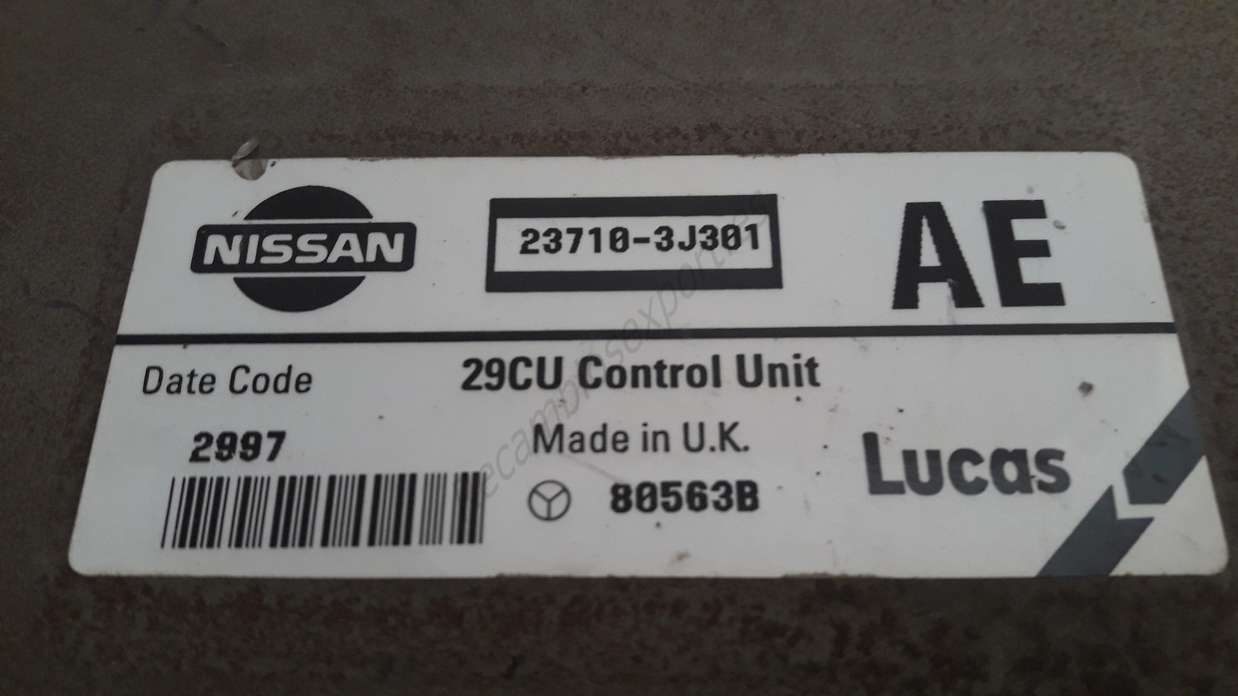 NISSAN
23710-3J301
AE
Date Code
29CU Control Unit
2997
Made in U.K.
80563B
Lucas